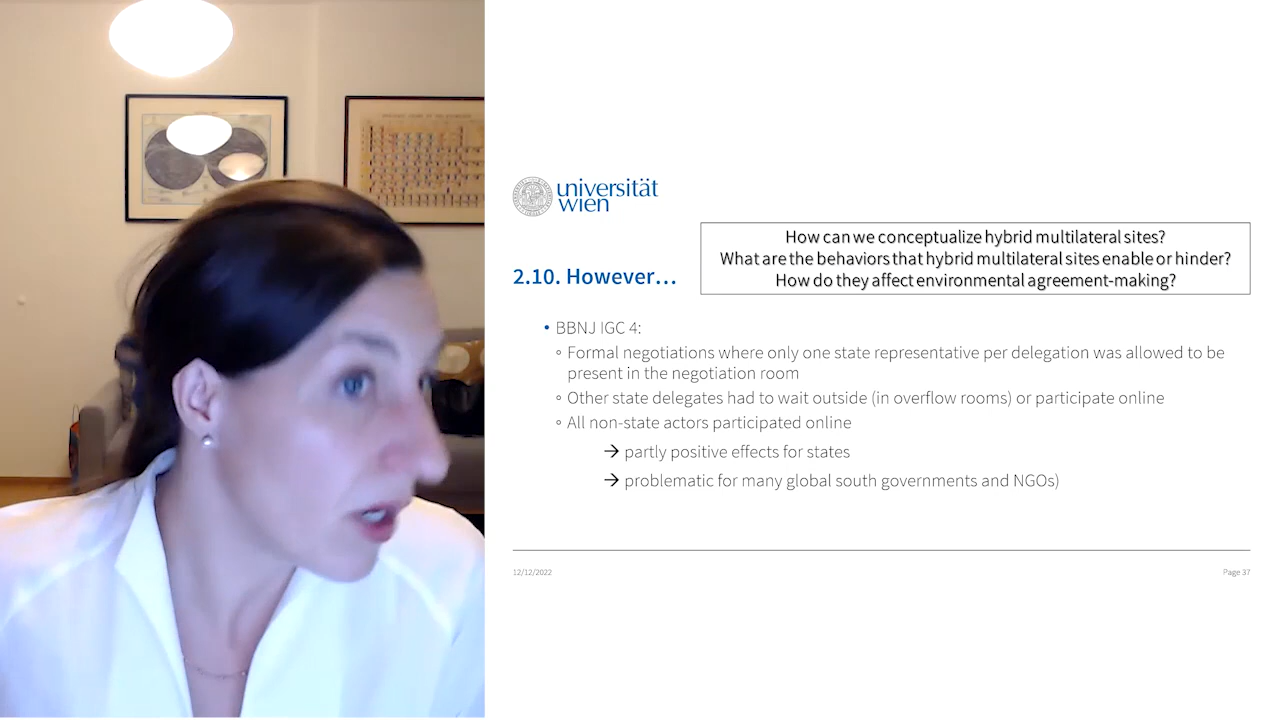 universität
wien
How can we conceptualize hybrid multilateral sites?
What are the behaviors that hybrid multilateral sites enable or hinder?
How do they affect environmental agreement-making?
2.10. However...
• BBNJ IGC 4:
◦ Formal negotiations where only one state representative per delegation was allowed to be
present in the negotiation room
◦ Other state delegates had to wait outside (in overflow rooms) or participate online
◦ All non-state actors participated online
→ partly positive effects for states
→ problematic for many global south governments and NGOs)
12/12/2022
Page 37